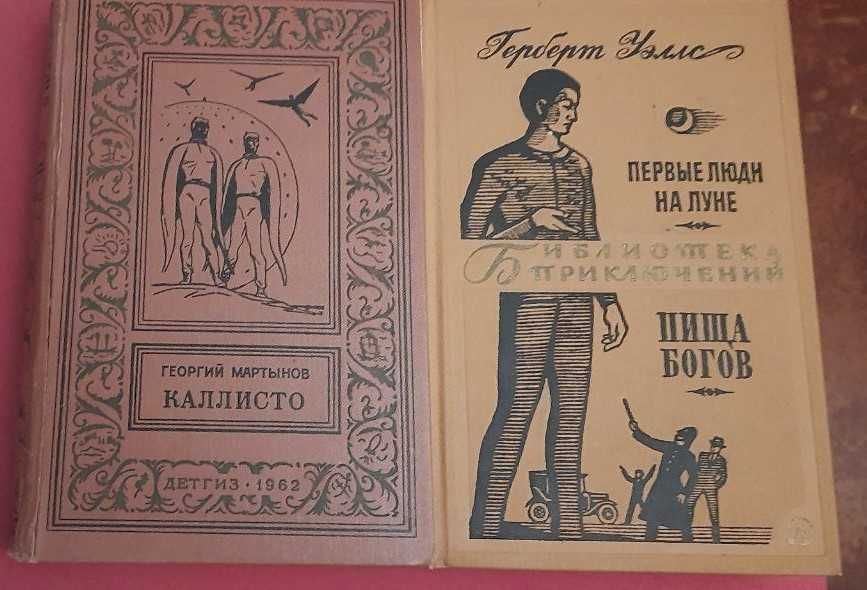 ГЕОРГИЙ МАРТЫНОВ
КАЛЛИСТО
ДЕТГИЗ · 1962
Герберт Уэллс
ПЕРВЫЕ ЛЮДИ
НА ЛУНЕ
БИБЛИОТЕКА
ПРИКЛЮЧЕНИЙ
ПИЩА
БОГОВ